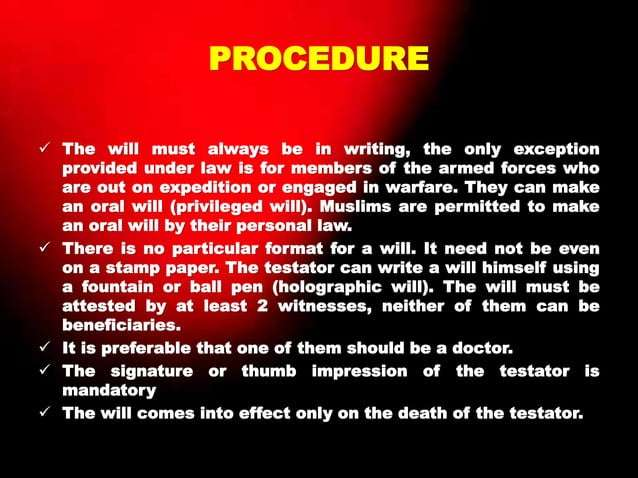 PROCEDURE
✓ The will must always be in writing, the only exception
provided under law is for members of the armed forces who
are out on expedition or engaged in warfare. They can make
an oral will (privileged will). Muslims are permitted to make
an oral will by their personal law.
✓ There is no particular format for a will. It need not be even
on a stamp paper. The testator can write a will himself using
a fountain or ball pen (holographic will). The will must be
attested by at least 2 witnesses, neither of them can be
beneficiaries.
✓ It is preferable that one of them should be a doctor.
✓ The signature or thumb impression of the testator is
mandatory
✓ The will comes into effect only on the death of the testator.